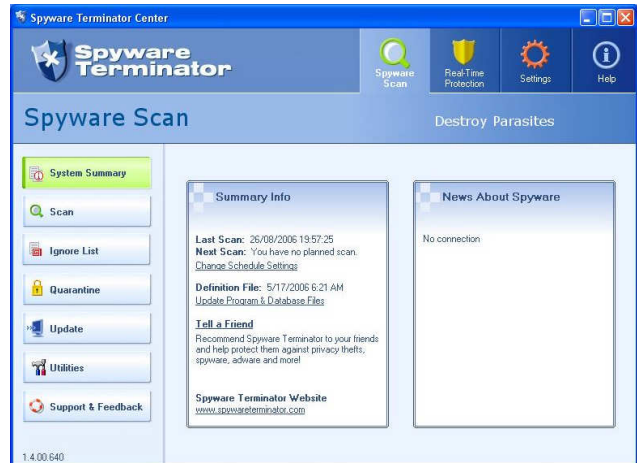 Spyware Terminator Center
Spyware
Terminator
Spyware
Scan
Real-Time
Protection
Settings
Help
Spyware Scan
Destroy Parasites
System Summary
Scan
Ignore List
Quarantine
Update
Utilities
Support & Feedback
1.4.00.640
Summary Info
Last Scan: 26/08/2006 19:57:25
Next Scan: You have no planned scan.
Change Schedule Settings
Definition File: 5/17/2006 6:21 AM
Update Program & Database Files
Tell a Friend
Recommend Spyware Terminator to your friends
and help protect them against privacy thefts,
spyware, adware and more!
Spyware Terminator Website
www.spywareterminator.com
News About Spyware
No connection